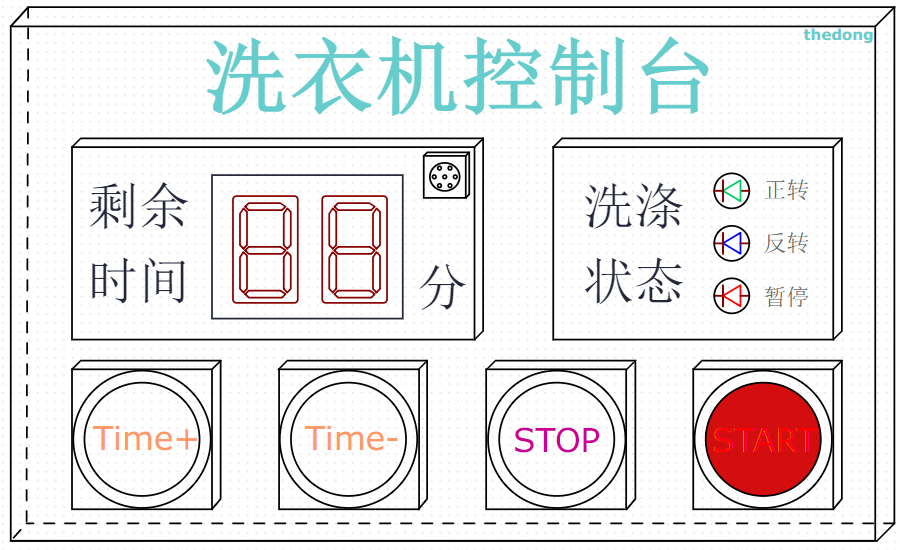 thedong
洗衣机控制台
剩余
时间
分
洗涤
状态
正转
反转
暂停
Time+
Time-
STOP
START